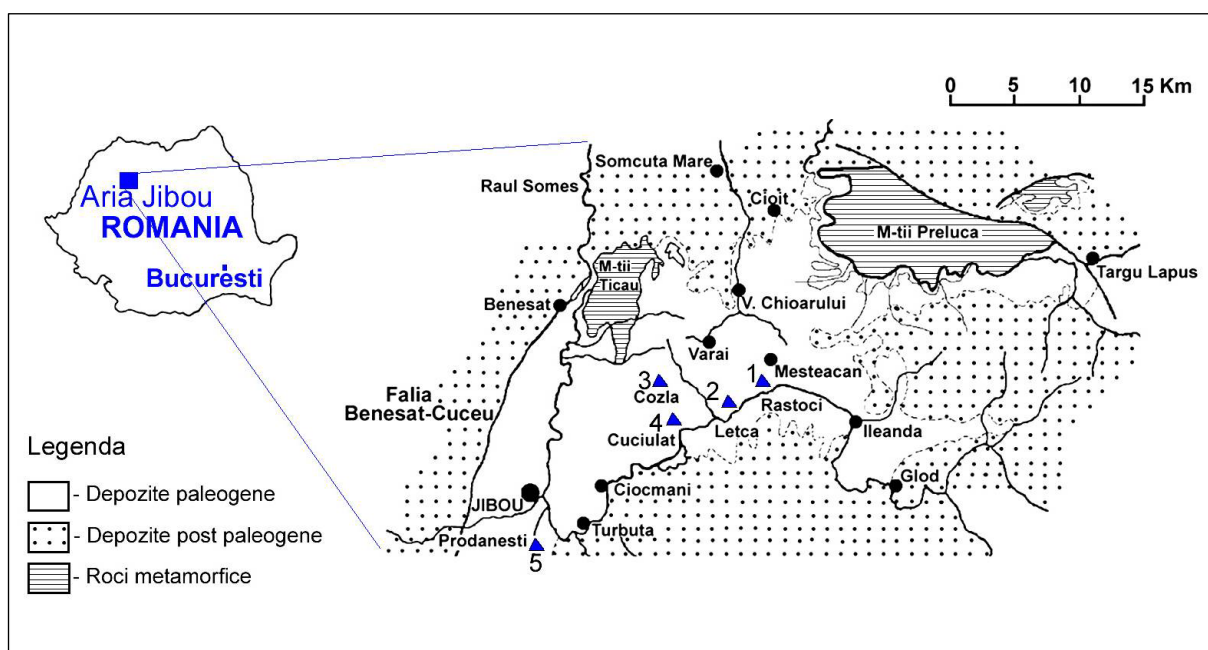 0 5 10 15 Km
Somcuta Mare
Raul Somes
Cioit
Aria Jibou
ROMANIA
Bucuresti
M-tii Preluca
Targu Lapus
M-tii
Ticau
Benesat
V. Chioarului
Varai
Mesteacan
3
Cozla
2
1
Rastoci
Falia
Benesat-Cuceu
4
Cuciulat
Letca
Ileanda
Legenda
- Depozite paleogene
- Depozite post paleogene
- Roci metamorfice
Glod
Ciocmani
JIBOU
Turbuta
Prodanesti
5